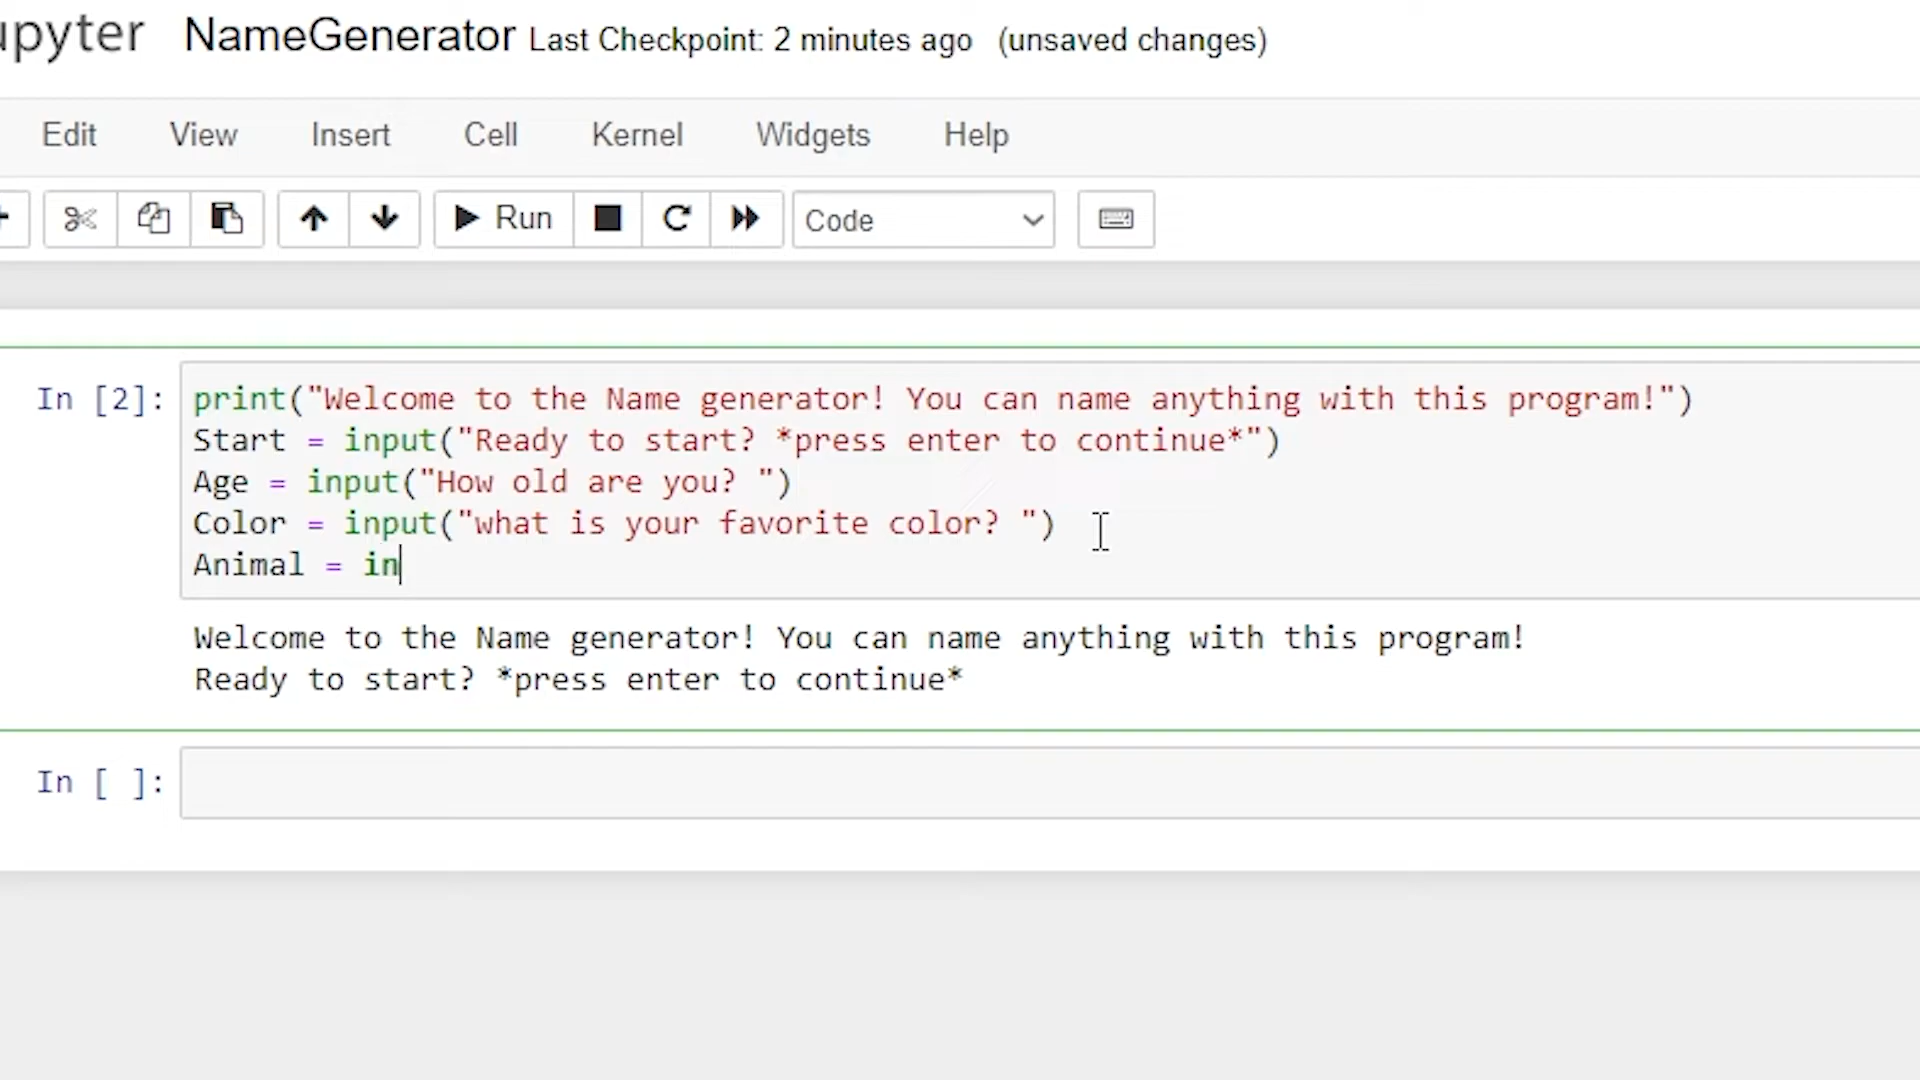 upyter NameGenerator Last Checkpoint: 2 minutes ago (unsaved changes)
Edit View Insert Cell Kernel Widgets Help
Run Code
In [2]: print("Welcome to the Name generator! You can name anything with this program!")
Start = input("Ready to start? *press enter to continue*")
Age = input("How old are you? ")
Color = input("what is your favorite color? ")
Animal = in
Welcome to the Name generator! You can name anything with this program!
Ready to start? *press enter to continue*
In [ ]: